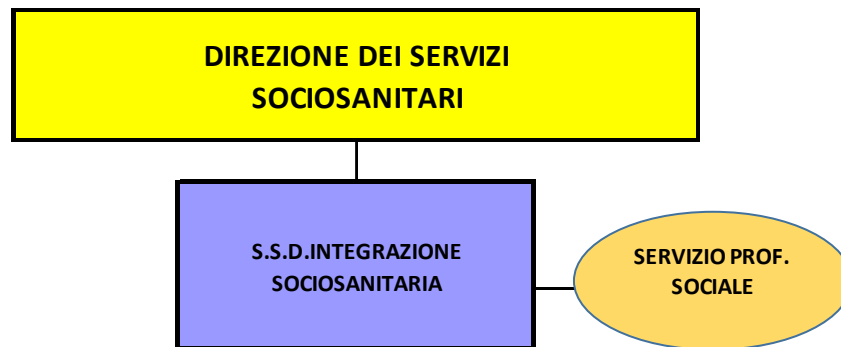 DIREZIONE DEI SERVIZI
SOCIOSANITARI
S.S.D.INTEGRAZIONE
SOCIOSANITARIA
SERVIZIO PROF.
SOCIALE